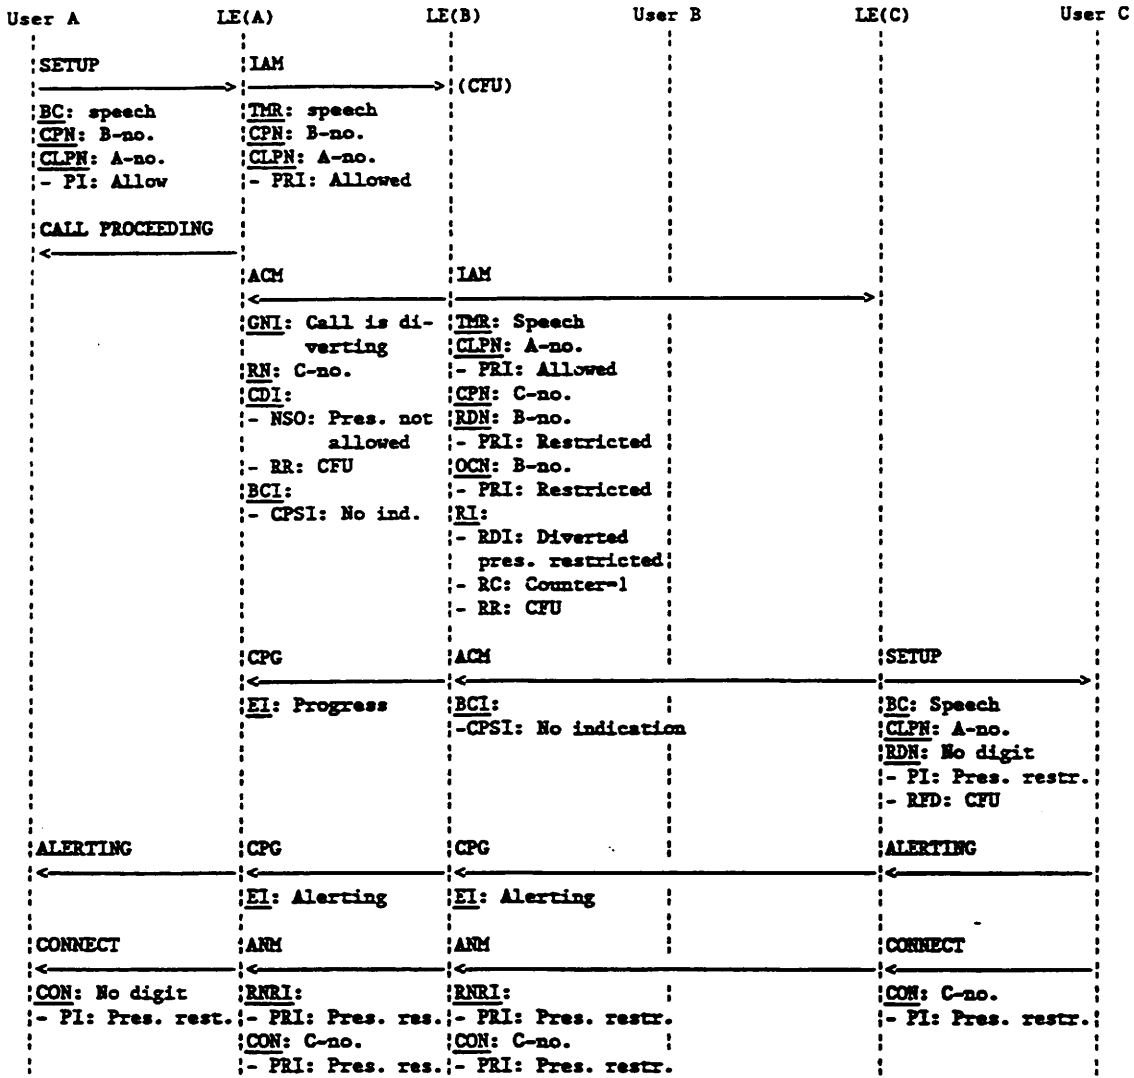 User A LE(A) LE(B) User B LE(C) User C
SETUP IAM
(CFU)
BC: speech TMR: speech
CPN: B-no. CPN: B-no.
CLPN: A-no. CLPN: A-no.
- PI: Allow - PRI: Allowed
CALL PROCEEDING
ACM IAM
GNI: Call is di- TMR: Speech
verting CLPN: A-no.
RN: C-no. - PRI: Allowed
CDI: CPN: C-no.
- NSO: Pres. not RDN: B-no.
allowed - PRI: Restricted
- RR: CFU OCN: B-no.
BCI: - PRI: Restricted
- CPSI: No ind. RI:
- RDI: Diverted
pres. restricted
- RC: Counter=1
- RR: CFU
CPG ACM SETUP
EI: Progress BCI: BC: Speech
-CPSI: No indication CLPN: A-no.
RDN: No digit
- PI: Pres. restr.
- RFD: CFU
ALERTING CPG CPG ALERTING
EI: Alerting EI: Alerting
CONNECT ANM ANM CONNECT
CON: No digit RNRI: RNRI: CON: C-no.
- PI: Pres. rest. - PRI: Pres. res. - PRI: Pres. restr. - PI: Pres. restr.
CON: C-no. CON: C-no.
- PRI: Pres. res. - PRI: Pres. restr.